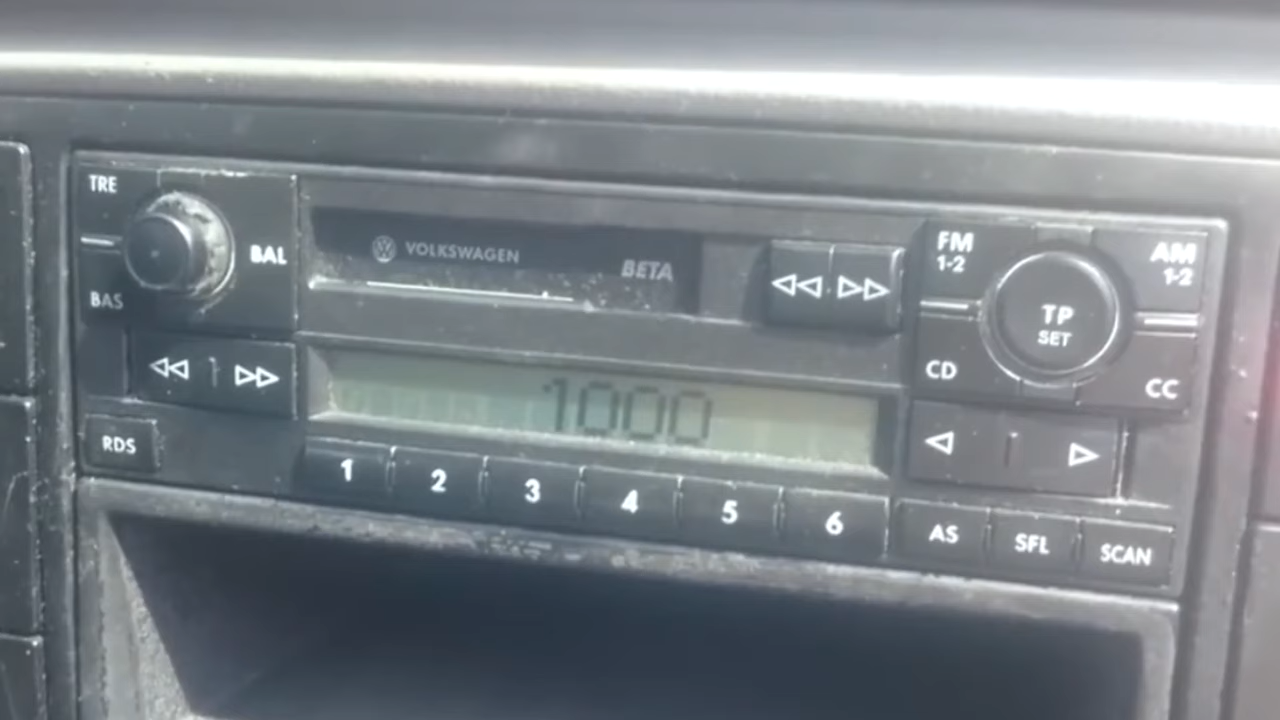 TRE
BAL
BAS
VOLKSWAGEN
BETA
FM
1-2
AM
1-2
TP
SET
CD
CC
1000
RDS
1 2 3 4 5 6
AS SFL SCAN